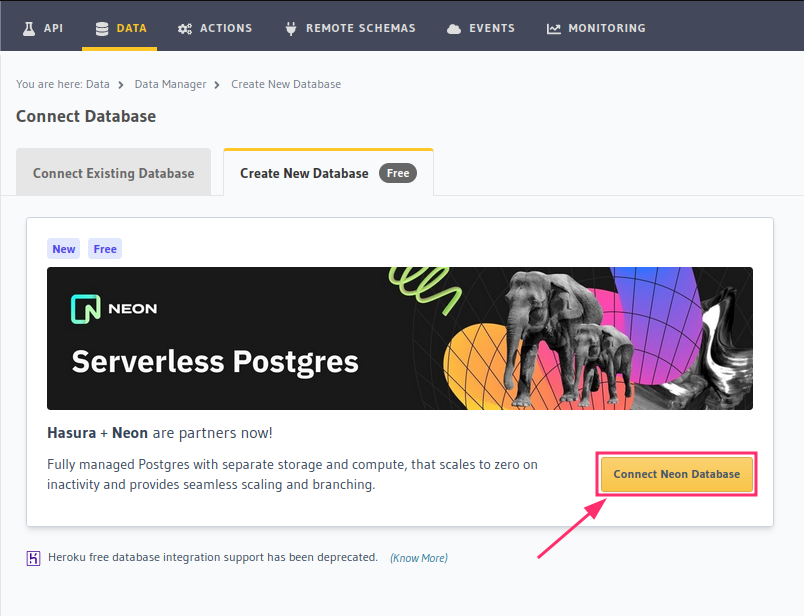 API DATA ACTIONS REMOTE SCHEMAS EVENTS MONITORING
You are here: Data > Data Manager > Create New Database
Connect Database
Connect Existing Database Create New Database Free
New Free
NEON
Serverless Postgres
Hasura + Neon are partners now!
Fully managed Postgres with separate storage and compute, that scales to zero on
inactivity and provides seamless scaling and branching.
Connect Neon Database
Heroku free database integration support has been deprecated. (Know More)